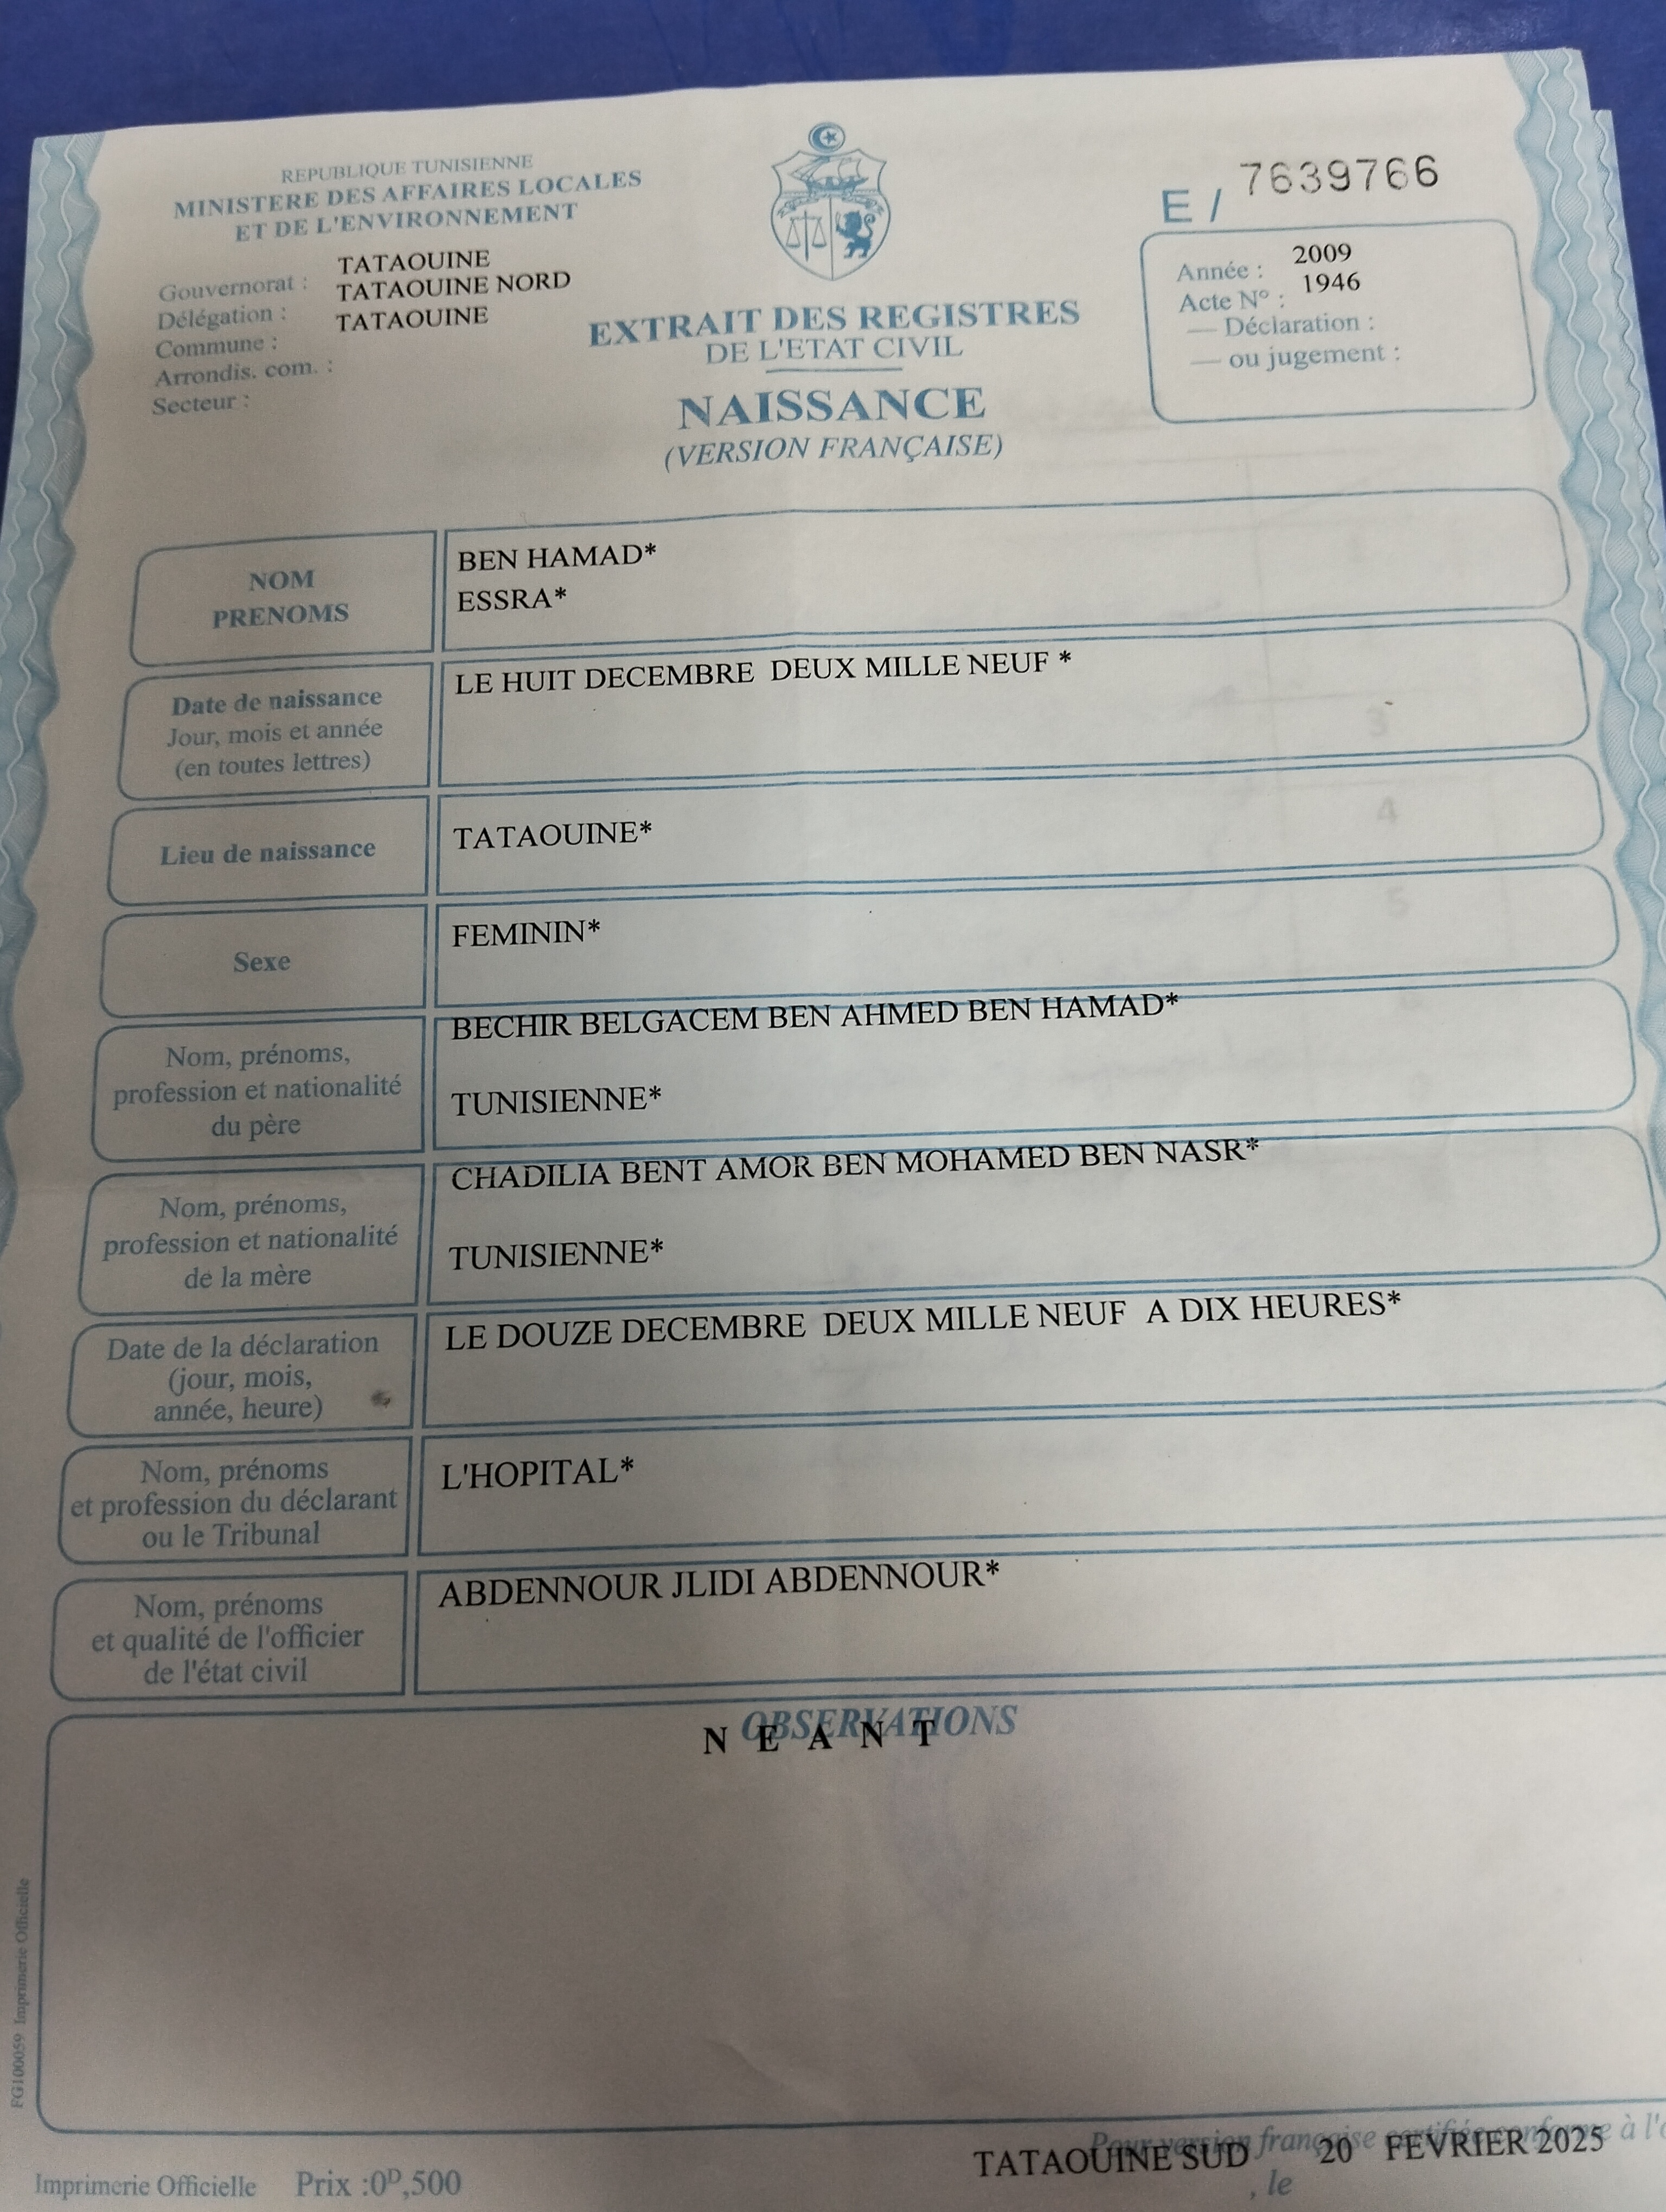 REPUBLIQUE TUNISIENNE
MINISTERE DES AFFAIRES LOCALES
ET DE L'ENVIRONNEMENT
Gouvernorat : TATAOUINE
Délégation : TATAOUINE NORD
Commune : TATAOUINE
Arrondis. com. :
Secteur :
E / 7639766
Année : 2009
Acte N° : 1946
— Déclaration :
— ou jugement :
EXTRAIT DES REGISTRES
DE L'ETAT CIVIL
NAISSANCE
(VERSION FRANÇAISE)
NOM
PRENOMS
BEN HAMAD*
ESSRA*
Date de naissance
Jour, mois et année
(en toutes lettres)
LE HUIT DECEMBRE DEUX MILLE NEUF *
Lieu de naissance
TATAOUINE*
Sexe
FEMININ*
Nom, prénoms,
profession et nationalité
du père
BECHIR BELGACEM BEN AHMED BEN HAMAD*
TUNISIENNE*
Nom, prénoms,
profession et nationalité
de la mère
CHADILIA BENT AMOR BEN MOHAMED BEN NASR*
TUNISIENNE*
Date de la déclaration
(jour, mois,
année, heure)
LE DOUZE DECEMBRE DEUX MILLE NEUF A DIX HEURES*
Nom, prénoms
et profession du déclarant
ou le Tribunal
L'HOPITAL*
Nom, prénoms
et qualité de l'officier
de l'état civil
ABDENNOUR JLIDI ABDENNOUR*
OBSERVATIONS
N E A N T
Pour version française certifiée conforme à
TATAOUINE SUD , le 20 FEVRIER 2025
Imprimerie Officielle Prix :0D,500
FG100059 Imprimerie Officielle